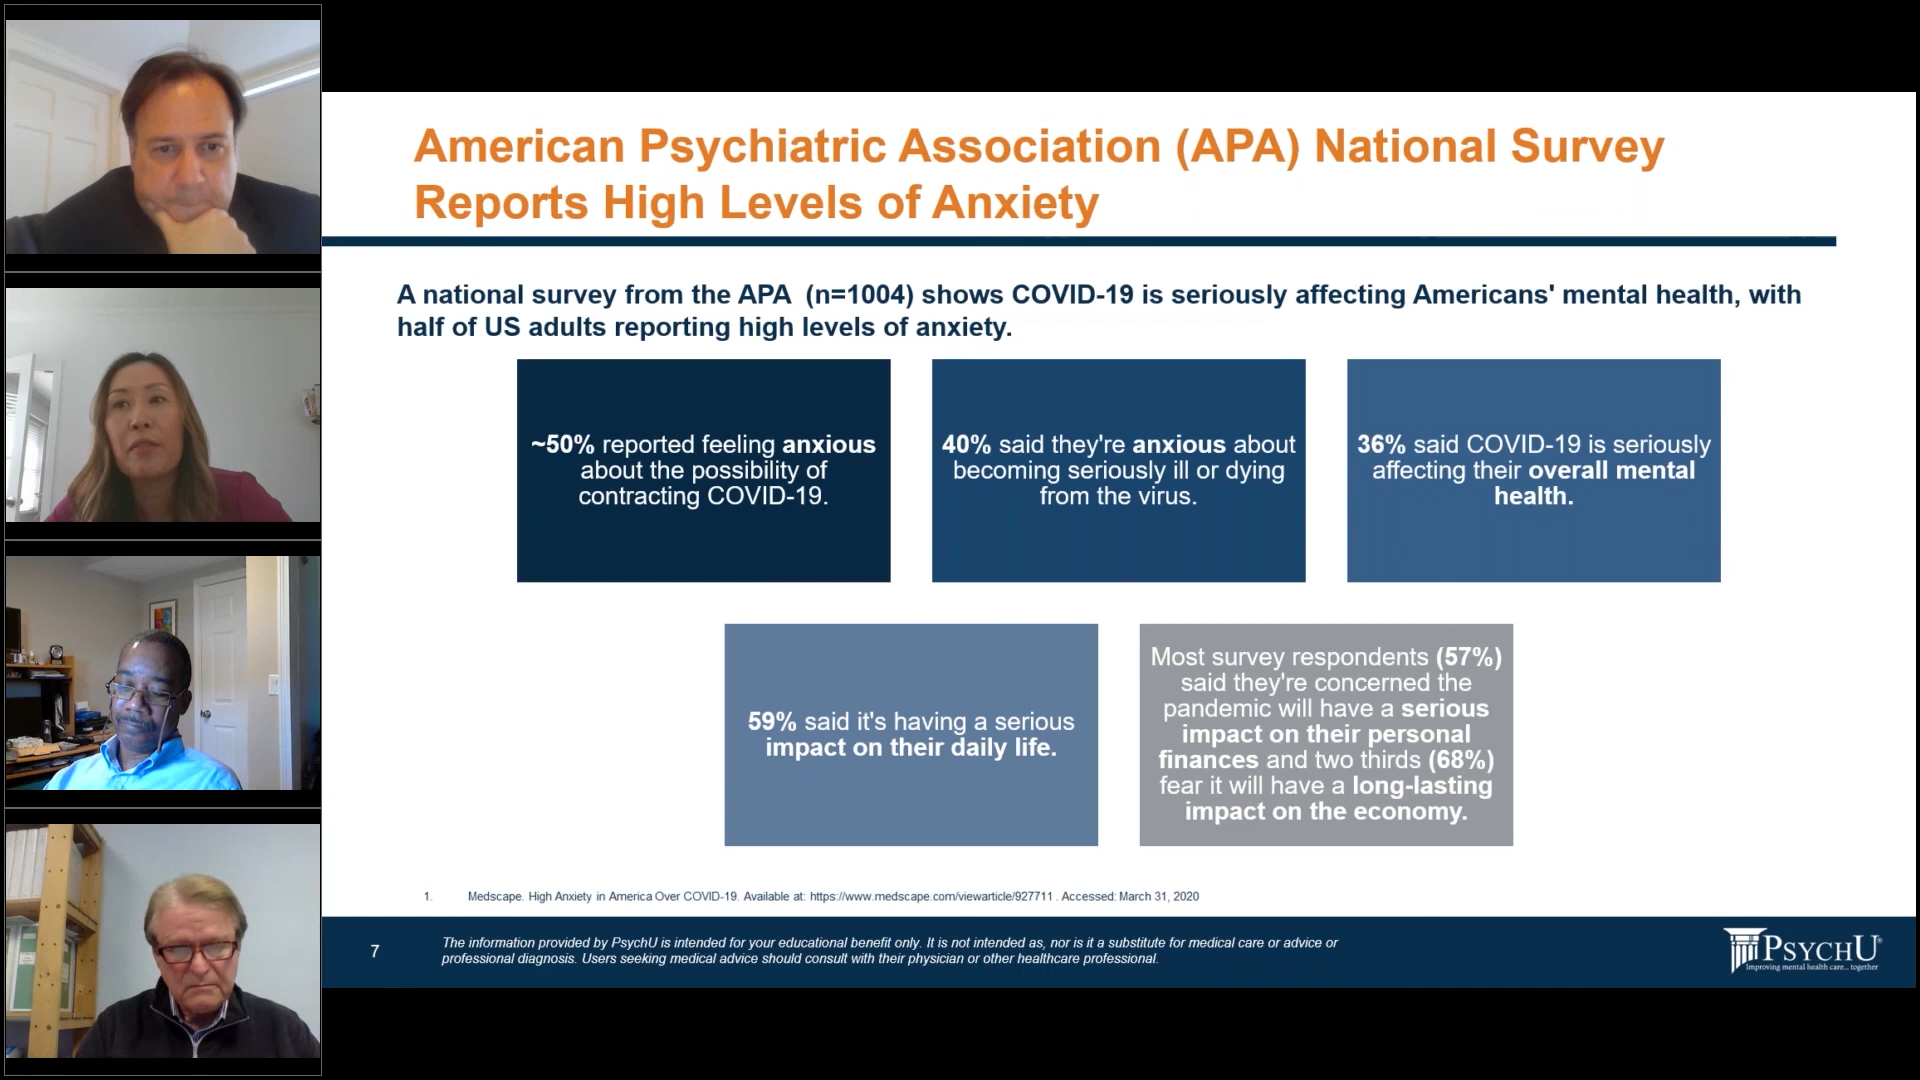 American Psychiatric Association (APA) National Survey
Reports High Levels of Anxiety
A national survey from the APA  (n=1004) shows COVID-19 is seriously affecting Americans' mental health, with
half of US adults reporting high levels of anxiety.
~50% reported feeling anxious
about the possibility of
contracting COVID-19.
40% said they're anxious about
becoming seriously ill or dying
from the virus.
36% said COVID-19 is seriously
affecting their overall mental
health.
59% said it's having a serious
impact on their daily life.
Most survey respondents (57%)
said they're concerned the
pandemic will have a serious
impact on their personal
finances and two thirds (68%)
fear it will have a long-lasting
impact on the economy.
1. Medscape. High Anxiety in America Over COVID-19. Available at: https://www.medscape.com/viewarticle/927711 . Accessed: March 31, 2020
7
The information provided by PsychU is intended for your educational benefit only. It is not intended as, nor is it a substitute for medical care or advice or
professional diagnosis. Users seeking medical advice should consult with their physician or other healthcare professional.
PSYCHU®
Improving mental health care... together